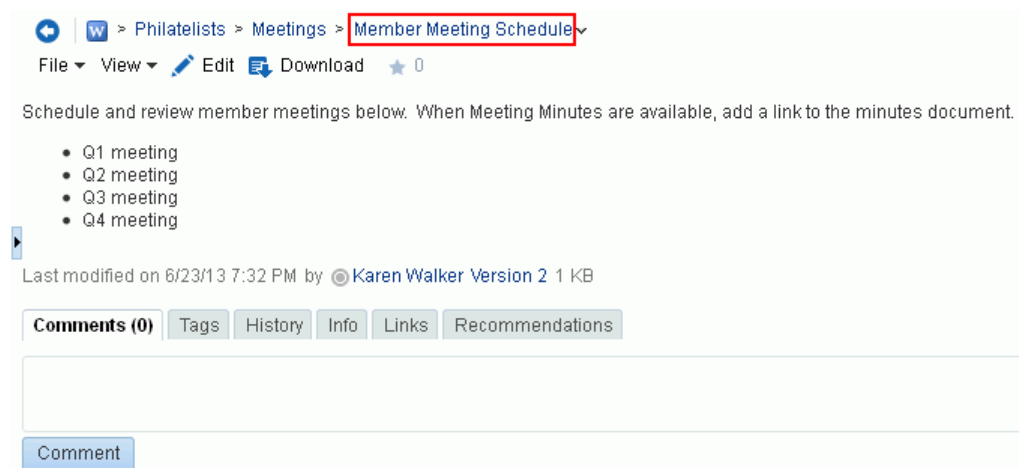 W > Philatelists > Meetings > Member Meeting Schedule
File View Edit Download 0
Schedule and review member meetings below. When Meeting Minutes are available, add a link to the minutes document.
• Q1 meeting
• Q2 meeting
• Q3 meeting
• Q4 meeting
Last modified on 6/23/13 7:32 PM by Karen Walker Version 2 1 KB
Comments (0) Tags History Info Links Recommendations
Comment